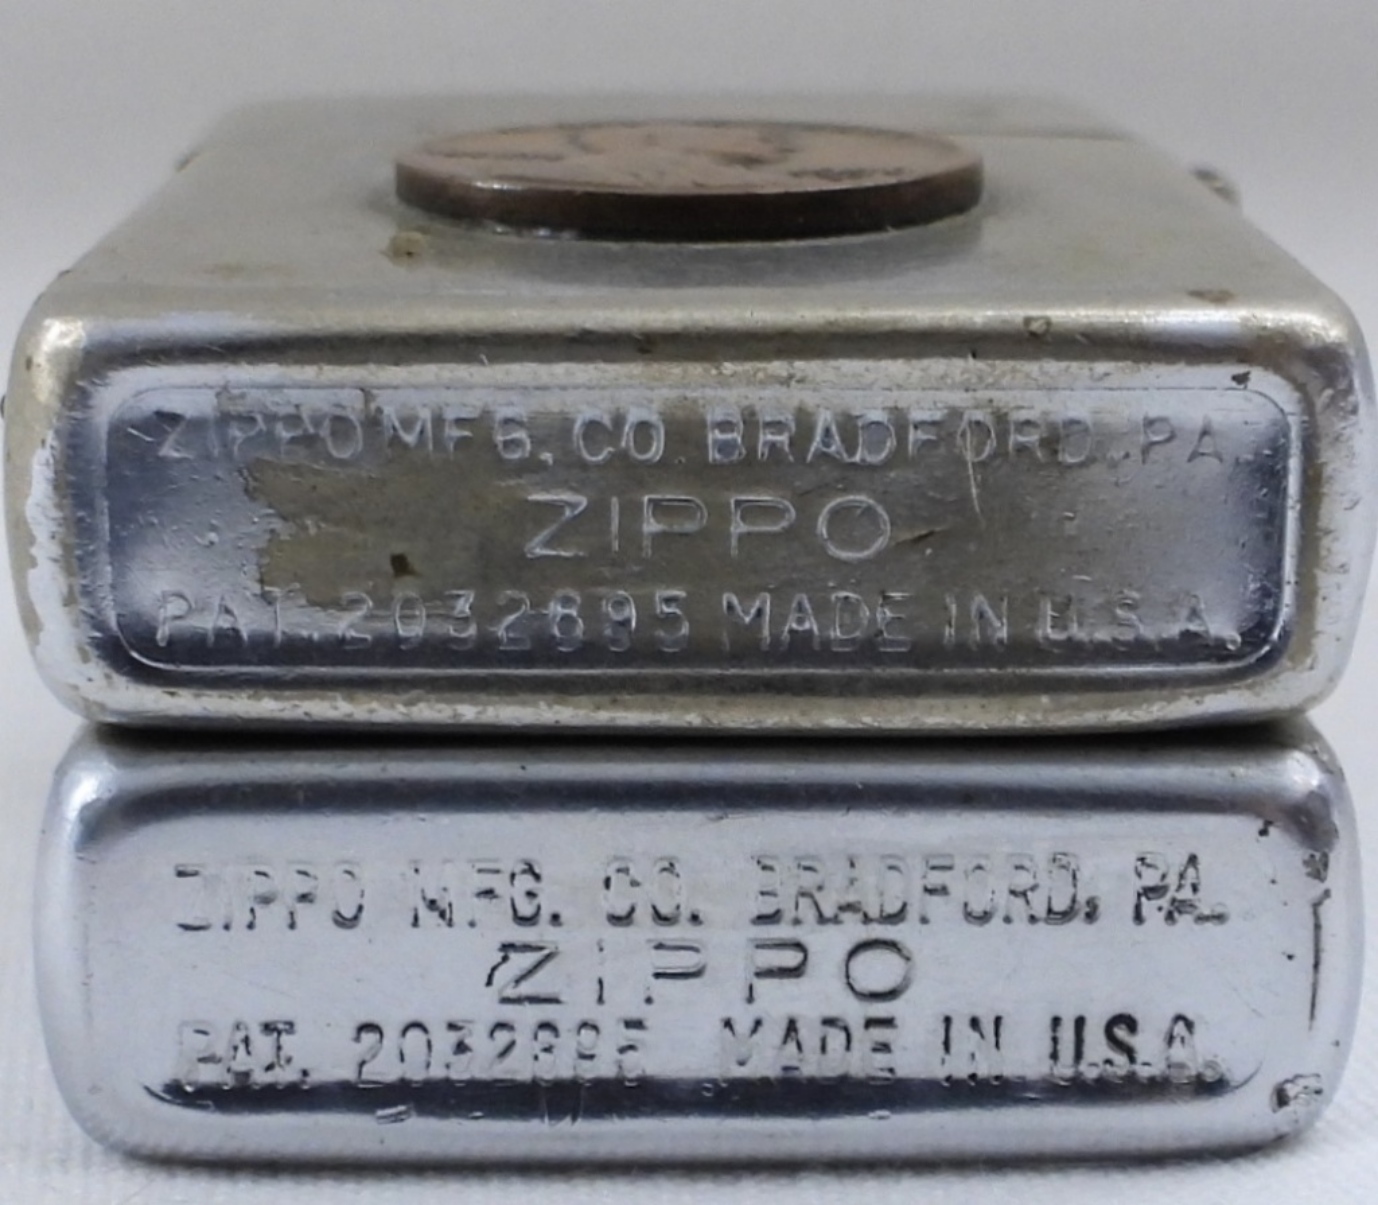 ZIPPO MFG. CO. BRADFORD, PA.
ZIPPO
PAT. 2032695 MADE IN U.S.A.
ZIPPO MFG. CO. BRADFORD. PA.
ZIPPO
PAT. 2032695 MADE IN U.S.A.